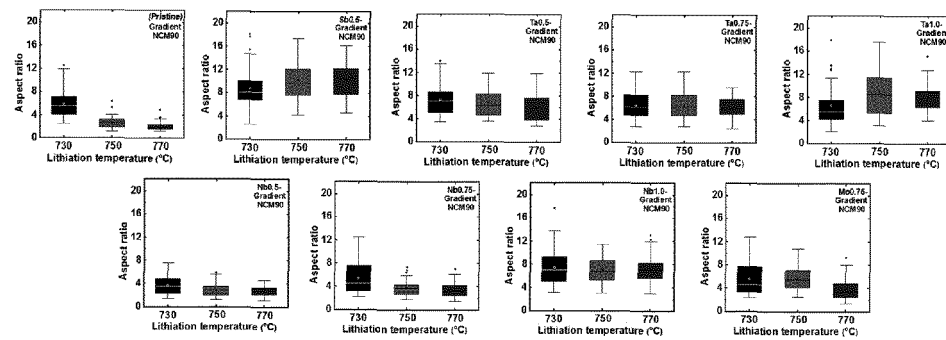 (Pristine)
Gradient
NCM90
Aspect ratio
20
16
12
8
4
0
730 750 770
Lithiation temperature (°C)
Sb0.5-
Gradient
NCM90
Aspect ratio
20
16
12
8
4
0
730 750 770
Lithiation temperature (°C)
Ta0.5-
Gradient
NCM90
Aspect ratio
20
16
12
8
4
0
730 750 770
Lithiation temperature (°C)
Ta0.75-
Gradient
NCM90
Aspect ratio
20
16
12
8
4
0
730 750 770
Lithiation temperature (°C)
Ta1.0-
Gradient
NCM90
Aspect ratio
20
16
12
8
4
0
730 750 770
Lithiation temperature (°C)
Nb0.5-
Gradient
NCM90
Aspect ratio
20
16
12
8
4
0
730 750 770
Lithiation temperature (°C)
Nb0.75-
Gradient
NCM90
Aspect ratio
20
16
12
8
4
0
730 750 770
Lithiation temperature (°C)
Nb1.0-
Gradient
NCM90
Aspect ratio
20
16
12
8
4
0
730 750 770
Lithiation temperature (°C)
Mo0.75-
Gradient
NCM90
Aspect ratio
20
16
12
8
4
0
730 750 770
Lithiation temperature (°C)